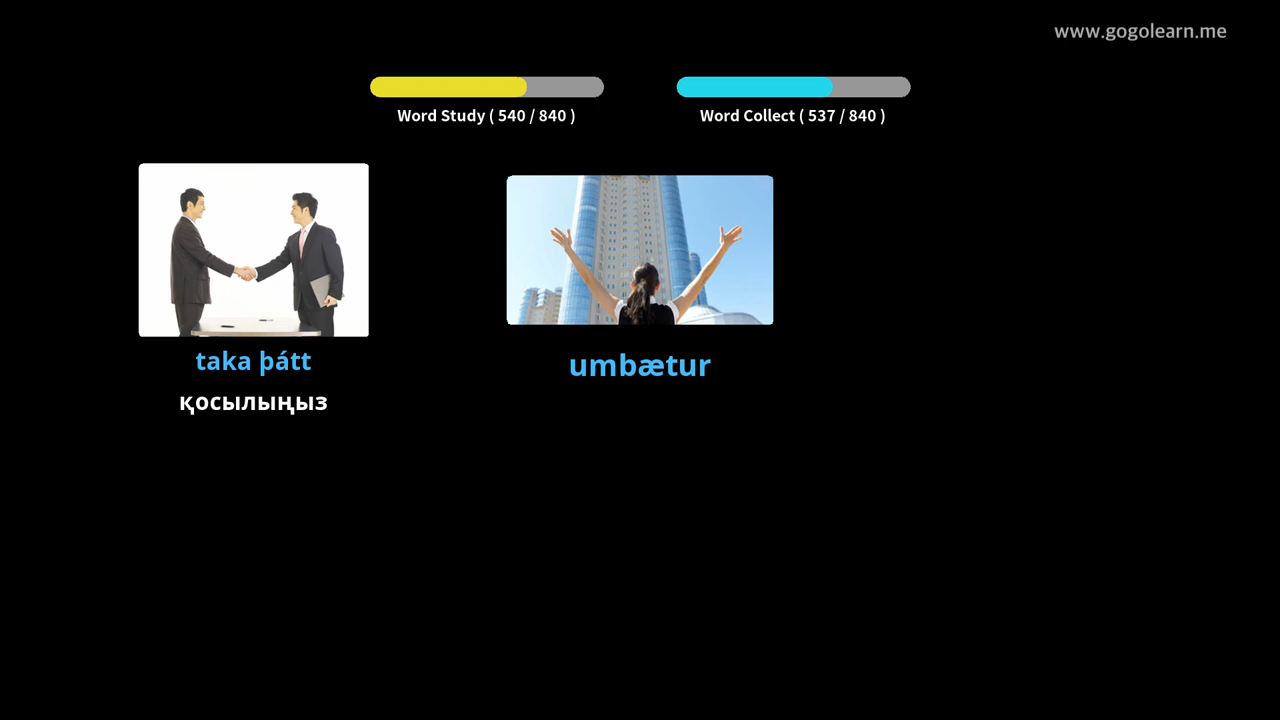 www.gogolearn.me
Word Study ( 540 / 840 )
Word Collect ( 537 / 840 )
taka þátt
қосылыңыз
umbætur